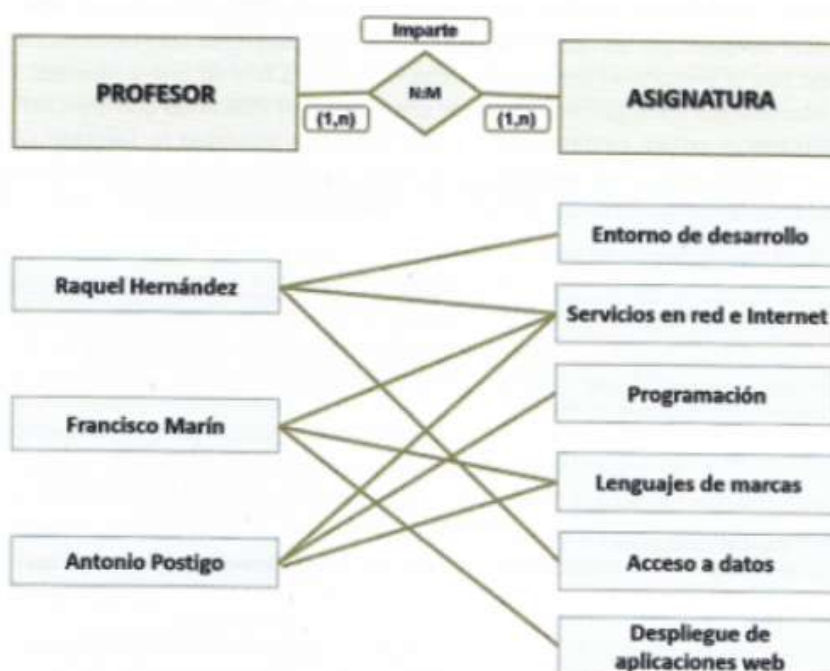 Imparte
PROFESOR
N:M
ASIGNATURA
(1,n)
(1,n)
Entorno de desarrollo
Raquel Hernández
Servicios en red e Internet
Programación
Francisco Marín
Lenguajes de marcas
Antonio Postigo
Acceso a datos
Despliegue de
aplicaciones web